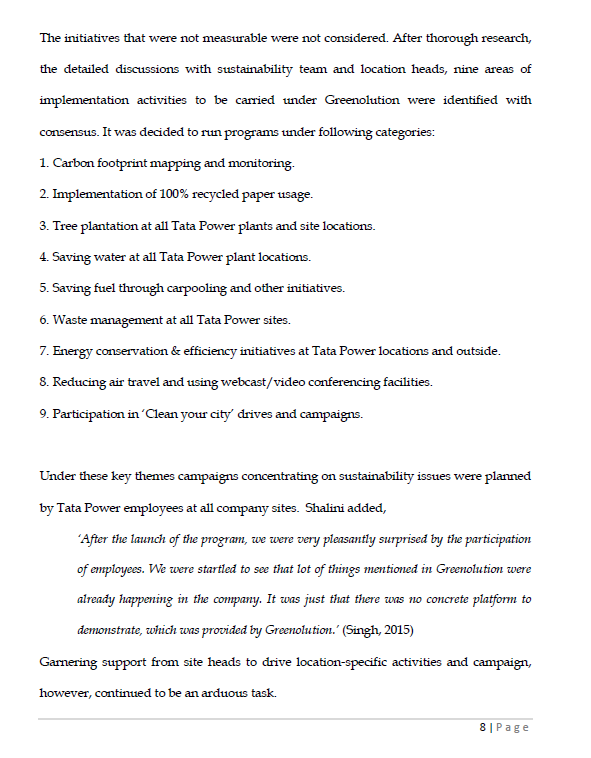 The initiatives that were not measurable were not considered. After thorough research,
the detailed discussions with sustainability team and location heads, nine areas of
implementation activities to be carried under Greenolution were identified with
consensus. It was decided to run programs under following categories:
1. Carbon footprint mapping and monitoring.
2. Implementation of 100% recycled paper usage.
3. Tree plantation at all Tata Power plants and site locations.
4. Saving water at all Tata Power plant locations.
5. Saving fuel through carpooling and other initiatives.
6. Waste management at all Tata Power sites.
7. Energy conservation & efficiency initiatives at Tata Power locations and outside.
8. Reducing air travel and using webcast/video conferencing facilities.
9. Participation in ‘Clean your city’ drives and campaigns.
Under these key themes campaigns concentrating on sustainability issues were planned
by Tata Power employees at all company sites. Shalini added,
‘After the launch of the program, we were very pleasantly surprised by the participation
of employees. We were startled to see that lot of things mentioned in Greenolution were
already happening in the company. It was just that there was no concrete platform to
demonstrate, which was provided by Greenolution.’ (Singh, 2015)
Garnering support from site heads to drive location-specific activities and campaign,
however, continued to be an arduous task.
8 | Page